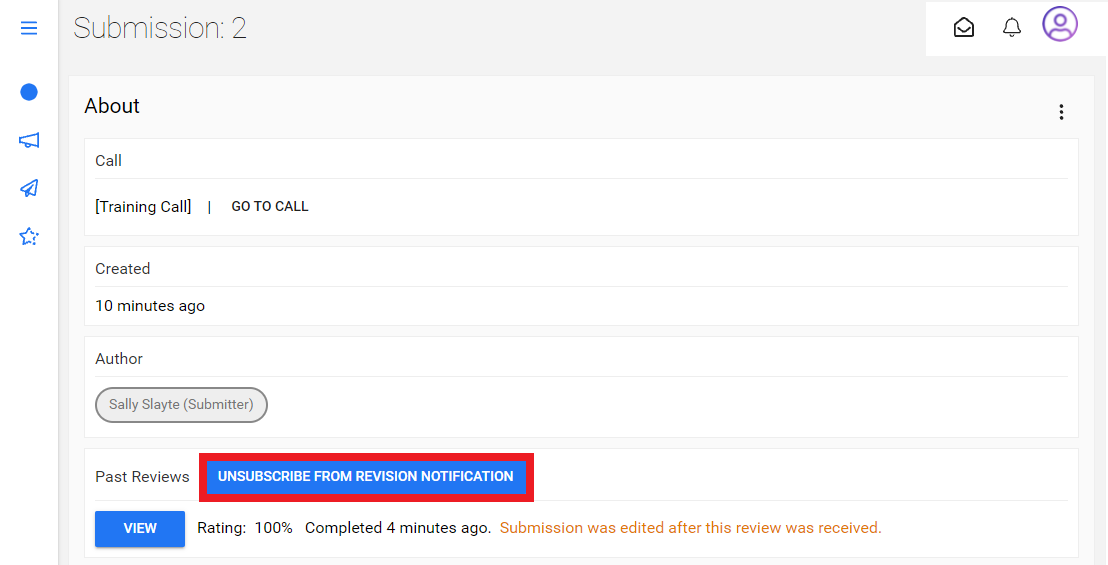 Submission: 2
About
Call
[Training Call] | GO TO CALL
Created
10 minutes ago
Author
Sally Slayte (Submitter)
Past Reviews UNSUBSCRIBE FROM REVISION NOTIFICATION
VIEW Rating: 100% Completed 4 minutes ago. Submission was edited after this review was received.